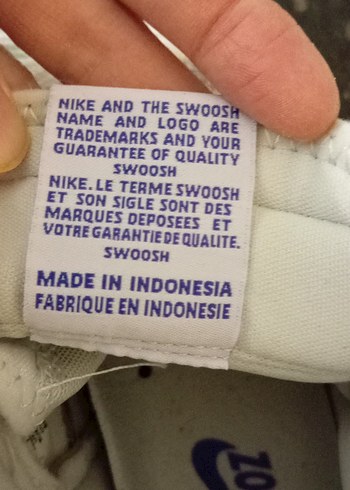 NIKE AND THE SWOOSH
NAME AND LOGO ARE
TRADEMARKS AND YOUR
GUARANTEE OF QUALITY
SWOOSH
NIKE. LE TERME SWOOSH
ET SON SIGLE SONT DES
MARQUES DEPOSEES ET
VOTRE GARANTIE DE QUALITE.
SWOOSH
MADE IN INDONESIA
FABRIQUE EN INDONESIE